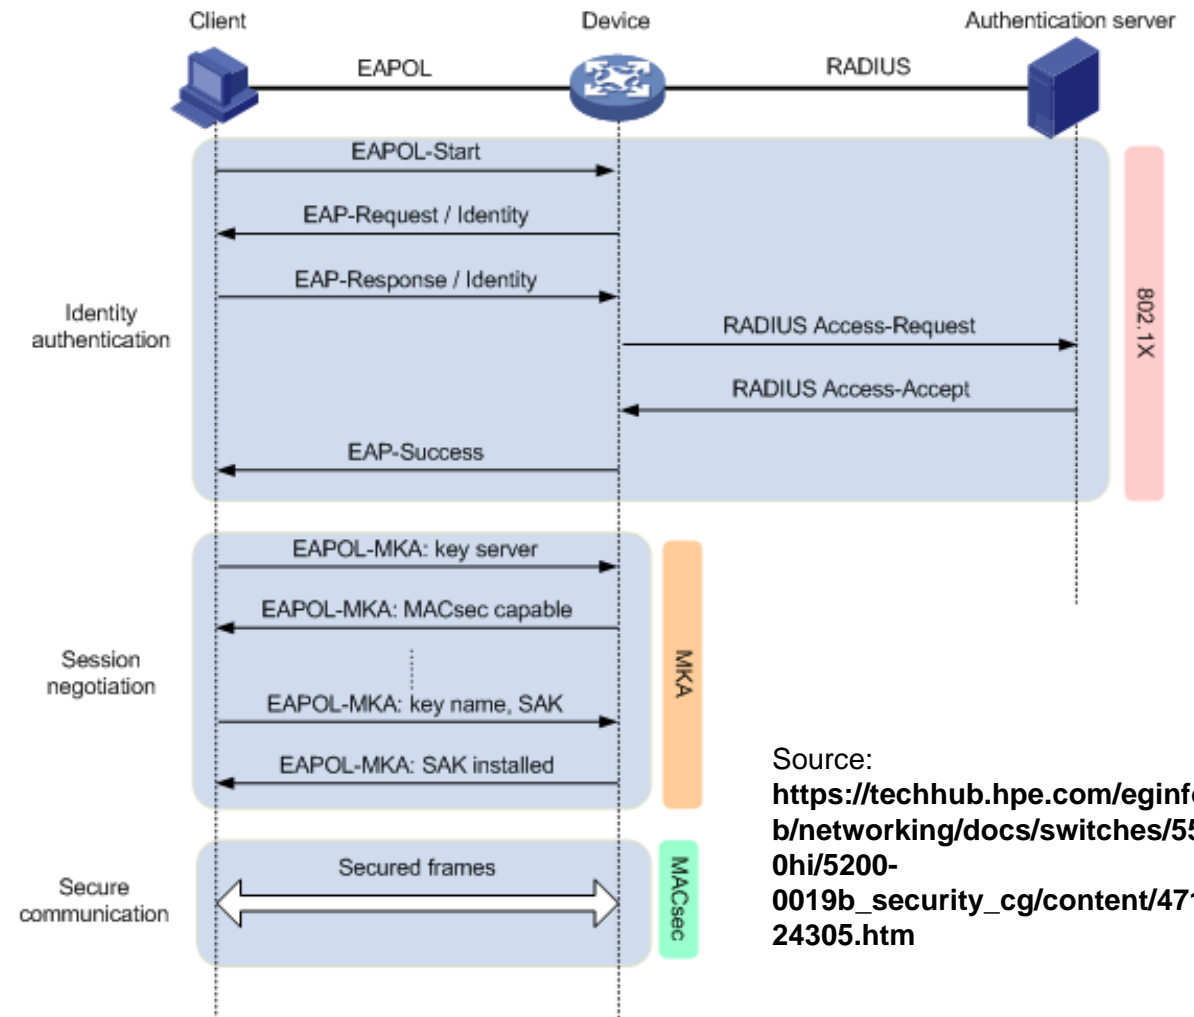 Client
Device
Authentication server
EAPOL
RADIUS
EAPOL-Start
EAP-Request / Identity
EAP-Response / Identity
Identity
authentication
RADIUS Access-Request
802.1X
RADIUS Access-Accept
EAP-Success
EAPOL-MKA: key server
EAPOL-MKA: MACsec capable
Session
negotiation
MKA
EAPOL-MKA: key name, SAK
EAPOL-MKA: SAK installed
Source:
https://techhub.hpe.com/eginf
b/networking/docs/switches/5
0hi/5200-
0019b_security_cg/content/47
24305.htm
Secured frames
Secure
communication
MACsec